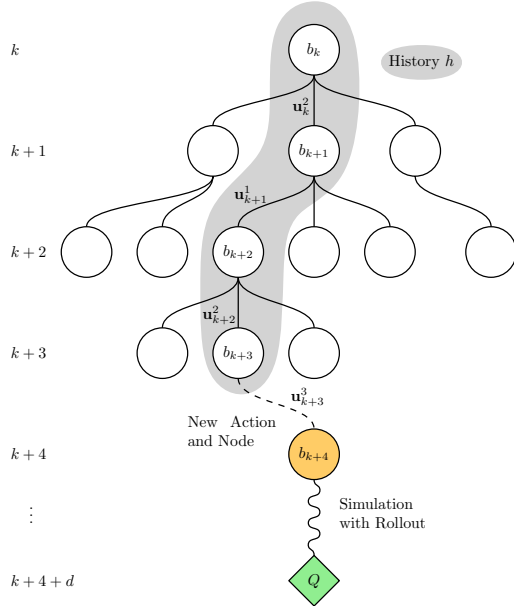 k
b_k
History h
u_k^2
k + 1
b_{k+1}
u_{k+1}^1
k + 2
b_{k+2}
u_{k+2}^2
k + 3
b_{k+3}
u_{k+3}^3
New Action
and Node
k + 4
b_{k+4}
⋮
Simulation
with Rollout
k + 4 + d
Q